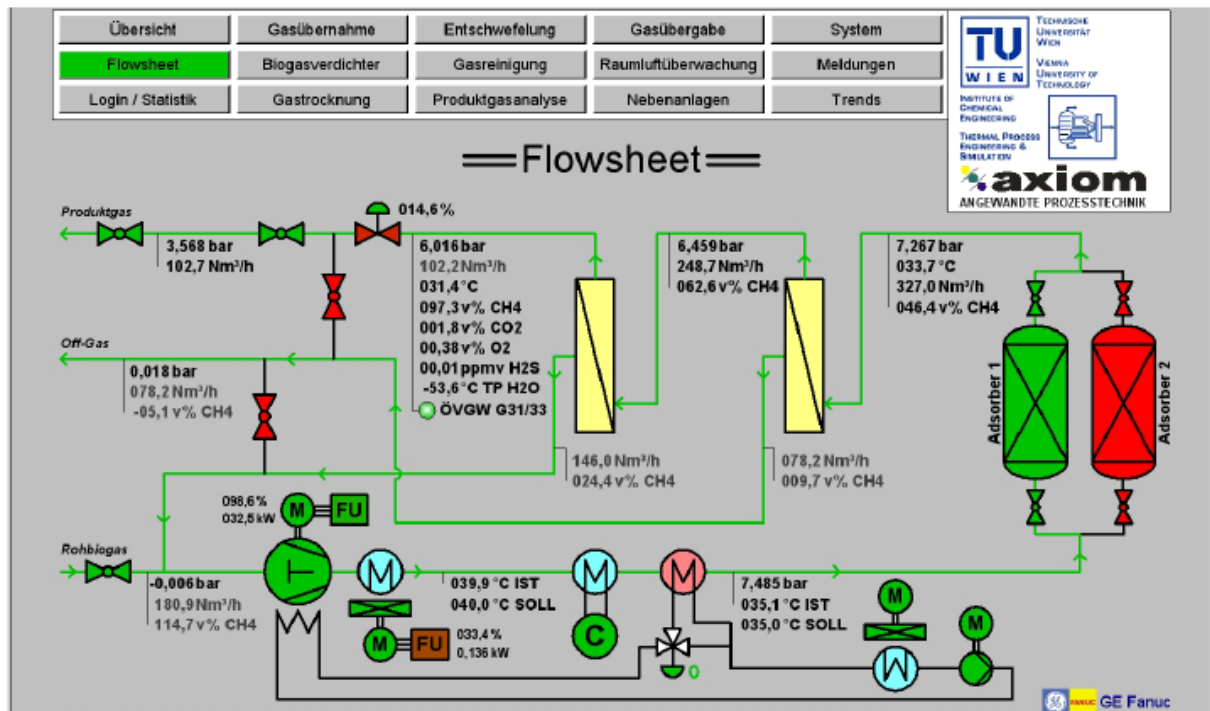 Übersicht
Gasübernahme
Entschwefelung
Gasübergabe
System
Flowsheet
Biogasverdichter
Gasreinigung
Raumluftüberwachung
Meldungen
Login / Statistik
Gastrocknung
Produktgasanalyse
Nebenanlagen
Trends
TU
WIEN
TECHNISCHE
UNIVERSITÄT
WIEN
VIENNA
UNIVERSITY OF
TECHNOLOGY
INSTITUTE OF
CHEMICAL
ENGINEERING
THERMAL PROCESS
ENGINEERING &
SIMULATION
axiom
ANGEWANDTE PROZESSTECHNIK
Flowsheet
Produktgas
3,568 bar
102,7 Nm³/h
014,6 %
6,016 bar
102,2 Nm³/h
031,4 °C
097,3 v% CH4
001,8 v% CO2
00,38 v% O2
00,01 ppmv H2S
-53,6 °C TP H2O
ÖVGW G31/33
6,459 bar
248,7 Nm³/h
062,6 v% CH4
7,267 bar
033,7 °C
327,0 Nm³/h
046,4 v% CH4
Off-Gas
0,018 bar
078,2 Nm³/h
-05,1 v% CH4
Adsorber 1
Adsorber 2
146,0 Nm³/h
024,4 v% CH4
078,2 Nm³/h
009,7 v% CH4
098,6 %
032,5 kW
M
FU
Rohbiogas
-0,006 bar
180,9 Nm³/h
114,7 v% CH4
M
039,9 °C IST
040,0 °C SOLL
M
M
7,485 bar
035,1 °C IST
035,0 °C SOLL
M
FU
033,4 %
0,136 kW
C
0
M
M
M
GE FANUC GE Fanuc